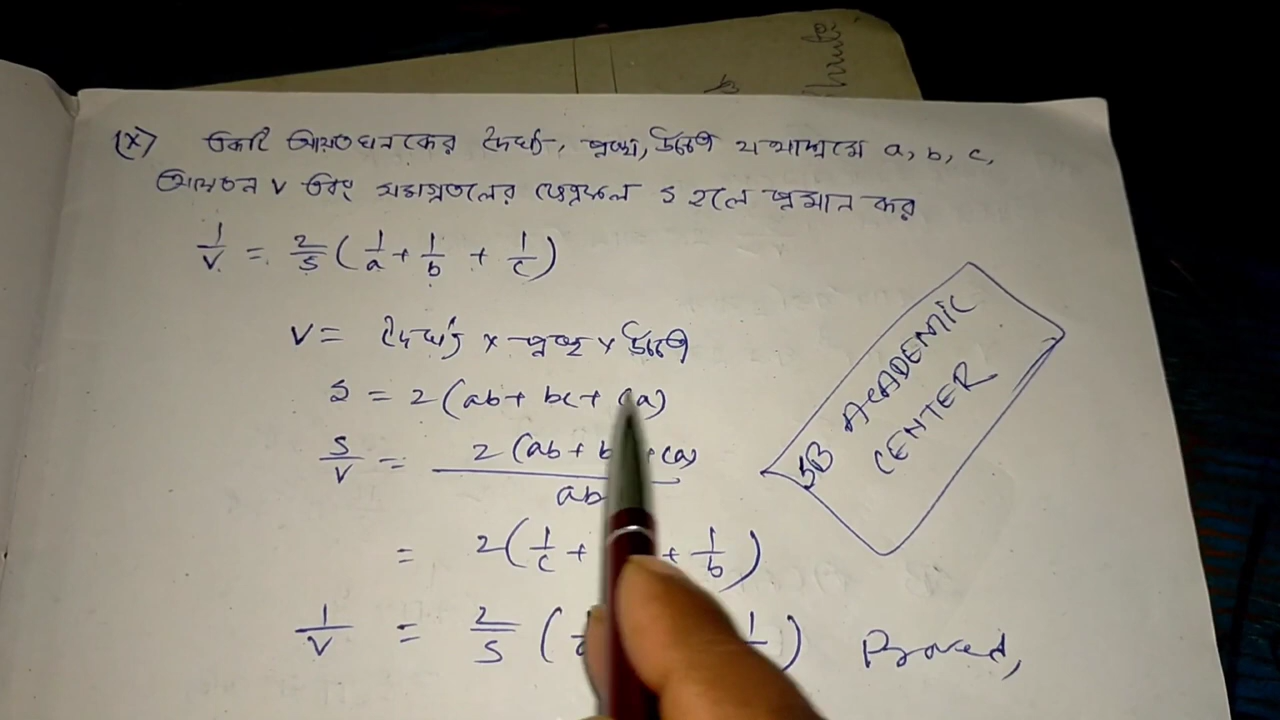 (x) একটি আয়তঘনকের দৈর্ঘ্য, প্রস্থ, উচ্চতা যথাক্রমে a, b, c,
আয়তন v এবং সমগ্রতলের ক্ষেত্রফল s হলে প্রমান কর
1/v = 2/s (1/a + 1/b + 1/c)
v = দৈর্ঘ্য x প্রস্থ x উচ্চতা
s = 2 (ab + bc + ca)
s/v = 2 (ab + b + ca) / ab
= 2 (1/c + + 1/b)
1/v = 2/s ( ) Proved,
SB ACADEMIC
CENTER